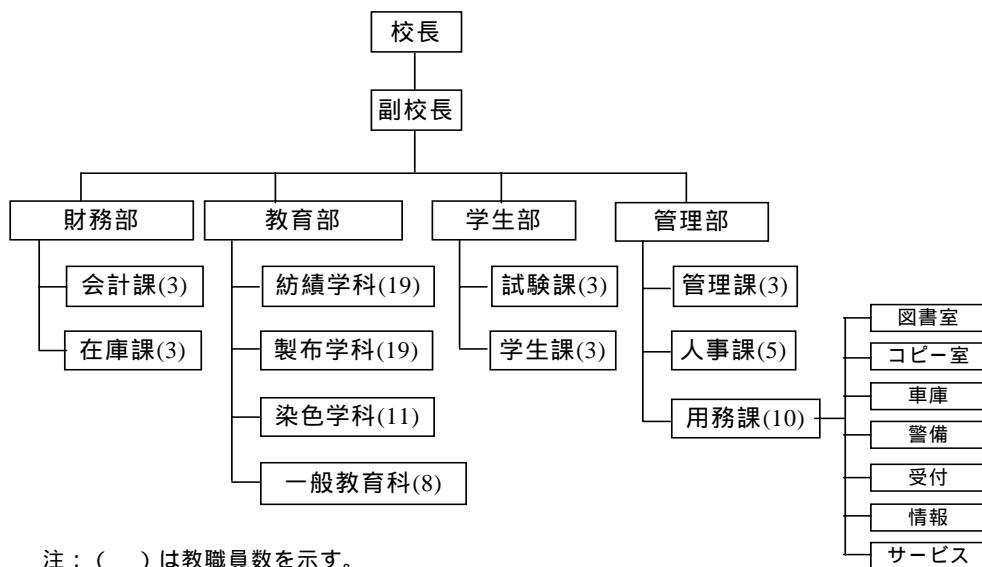 校長
副校長
財務部
教育部
学生部
管理部
会計課(3)
在庫課(3)
紡績学科(19)
製布学科(19)
染色学科(11)
一般教育科(8)
試験課(3)
学生課(3)
管理課(3)
人事課(5)
用務課(10)
図書室
コピー室
車庫
警備
受付
情報
サービス
注：(　)は教職員数を示す。